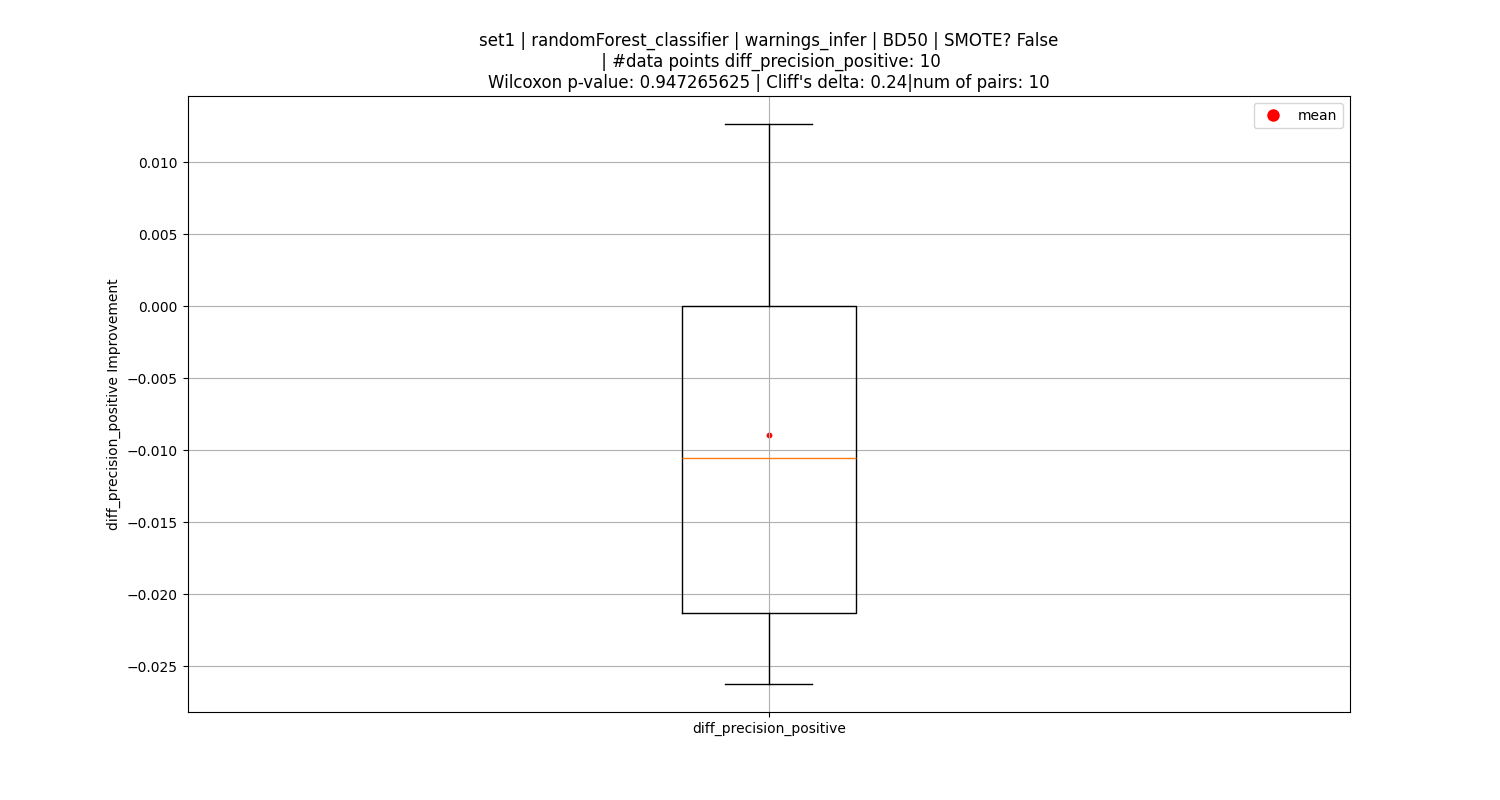 set1 | randomForest_classifier | warnings_infer | BD50 | SMOTE? False
| #data points diff_precision_positive: 10
Wilcoxon p-value: 0.947265625 | Cliff's delta: 0.24|num of pairs: 10
mean
0.010
0.005
0.000
−0.005
−0.010
−0.015
−0.020
−0.025
diff_precision_positive Improvement
diff_precision_positive